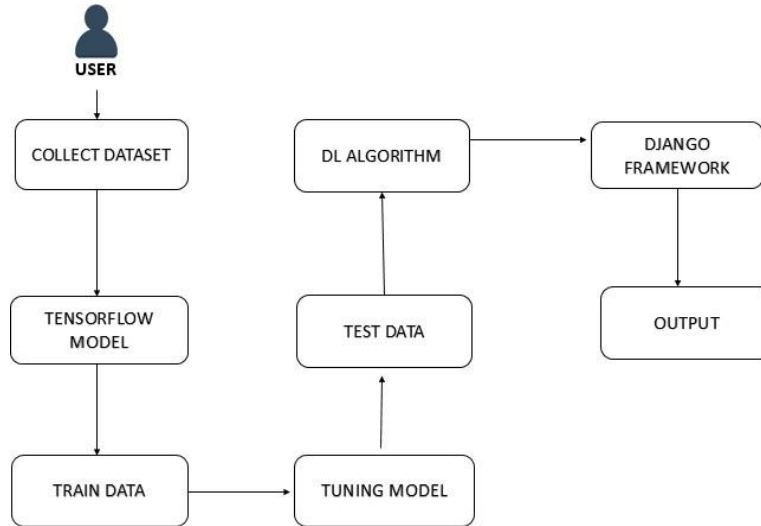 USER
COLLECT DATASET
TENSORFLOW
MODEL
TRAIN DATA
TUNING MODEL
TEST DATA
DL ALGORITHM
DJANGO
FRAMEWORK
OUTPUT